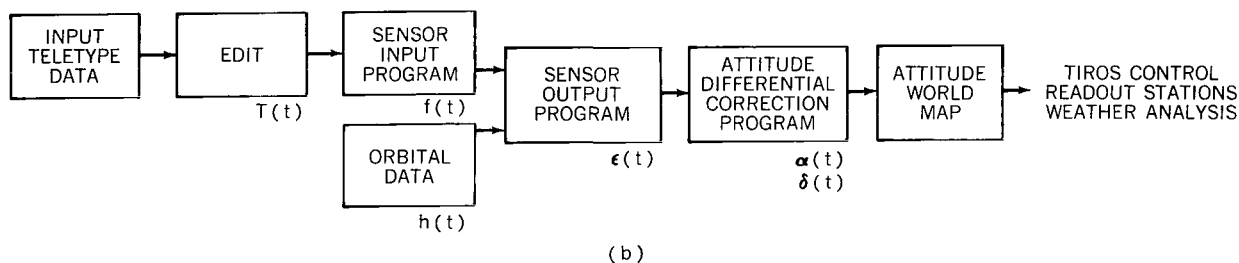 INPUT
TELETYPE
DATA
EDIT
T(t)
SENSOR
INPUT
PROGRAM
f(t)
ORBITAL
DATA
h(t)
SENSOR
OUTPUT
PROGRAM
ϵ(t)
ATTITUDE
DIFFERENTIAL
CORRECTION
PROGRAM
α(t)
δ(t)
ATTITUDE
WORLD
MAP
TIROS CONTROL
READOUT STATIONS
WEATHER ANALYSIS
(b)